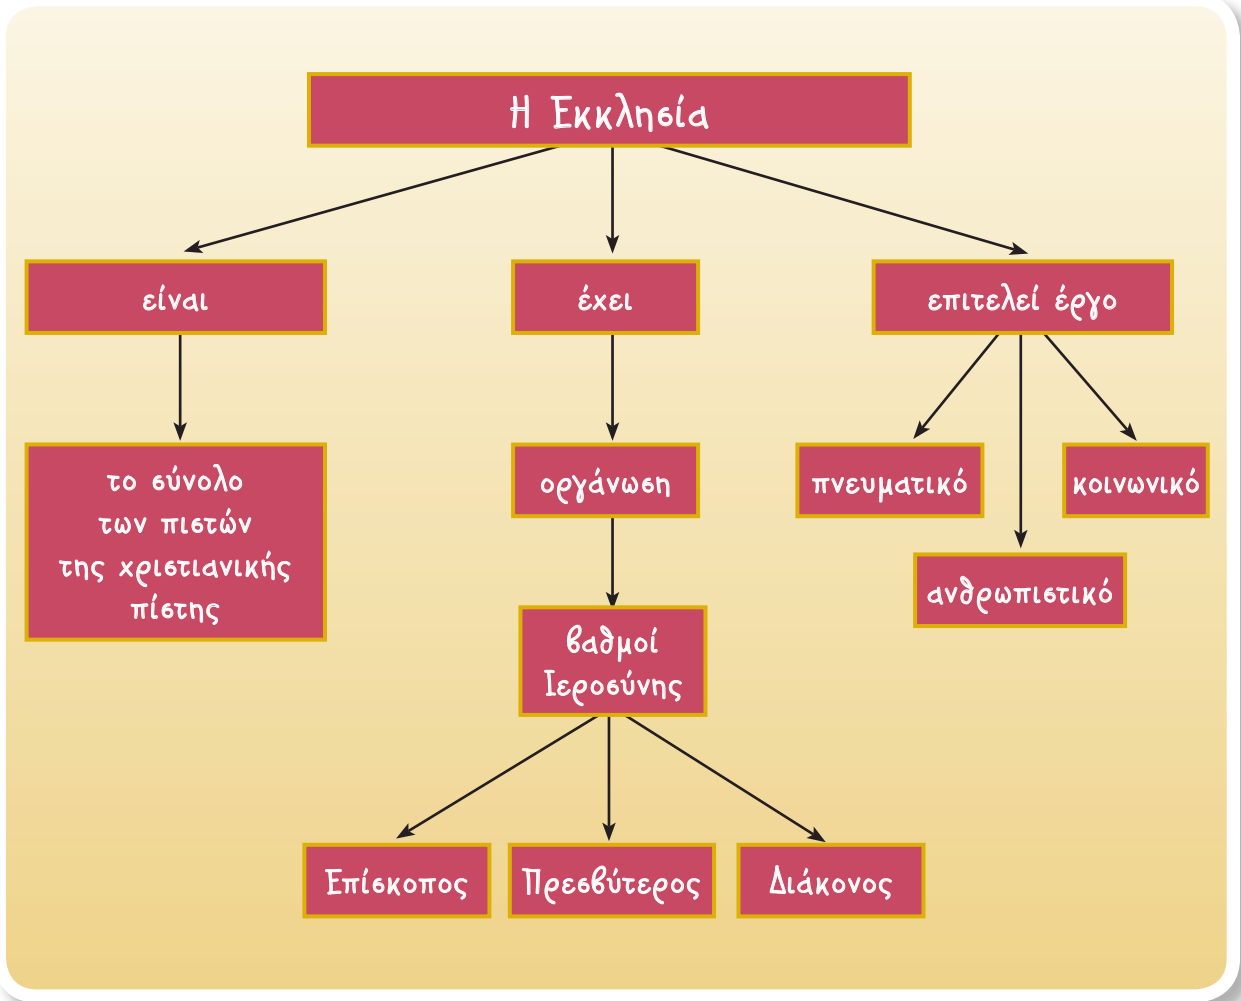 Η Εκκλησία
είναι
έχει
επιτελεί έργο
το σύνολο
των πιστών
της χριστιανικής
πίστης
οργάνωση
πνευματικό
κοινωνικό
ανθρωπιστικό
βαθμοί
Ιεροσύνης
Επίσκοπος
Πρεσβύτερος
Διάκονος